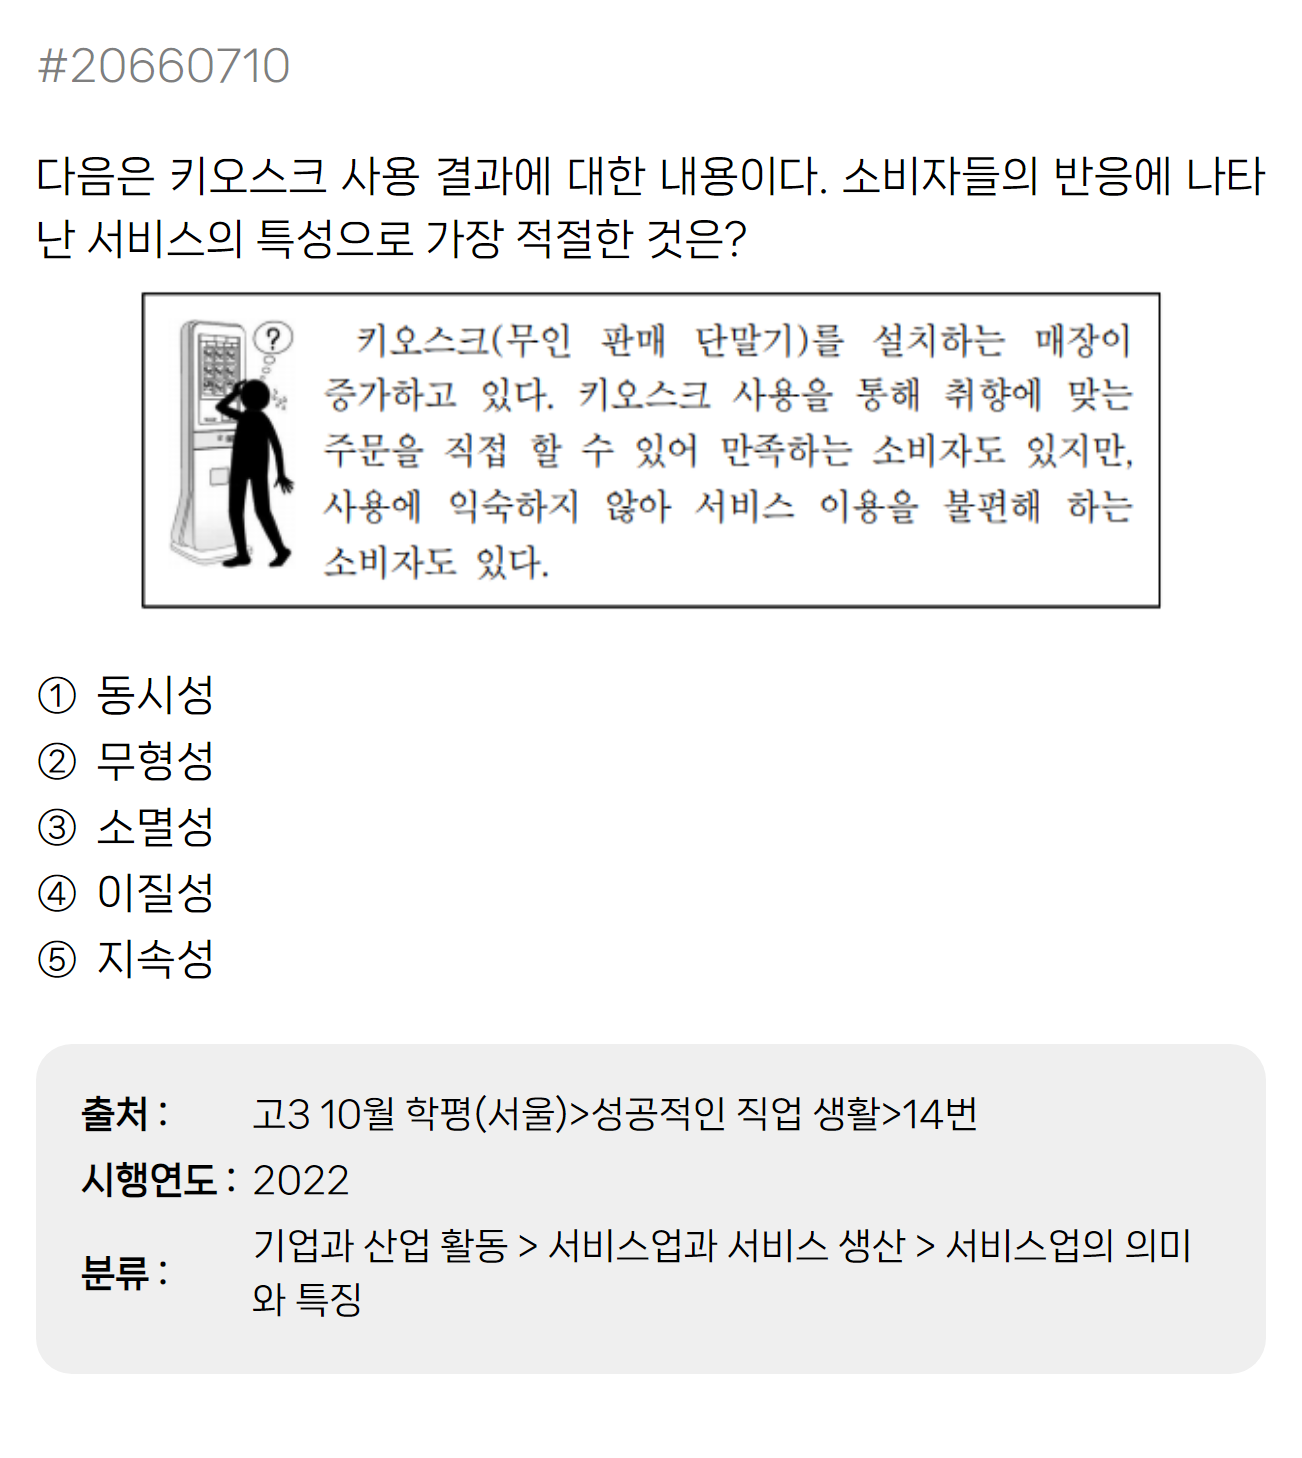 #20660710
다음은 키오스크 사용 결과에 대한 내용이다. 소비자들의 반응에 나타
난 서비스의 특성으로 가장 적절한 것은?
?
키오스크(무인 판매 단말기)를 설치하는 매장이
증가하고 있다. 키오스크 사용을 통해 취향에 맞는
주문을 직접 할 수 있어 만족하는 소비자도 있지만,
사용에 익숙하지 않아 서비스 이용을 불편해 하는
소비자도 있다.
① 동시성
② 무형성
③ 소멸성
④ 이질성
⑤ 지속성
출처 : 고3 10월 학평(서울)>성공적인 직업 생활>14번
시행연도 : 2022
분류 : 기업과 산업 활동 > 서비스업과 서비스 생산 > 서비스업의 의미
와 특징